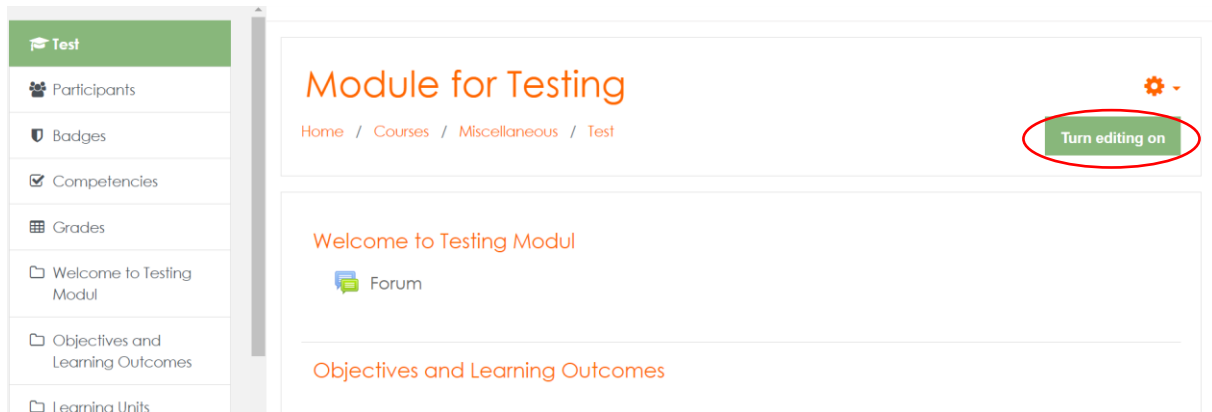 Test
Participants
Badges
Competencies
Grades
Welcome to Testing
Modul
Objectives and
Learning Outcomes
Learning Units
Module for Testing
Home / Courses / Miscellaneous / Test
Turn editing on
Welcome to Testing Modul
Forum
Objectives and Learning Outcomes